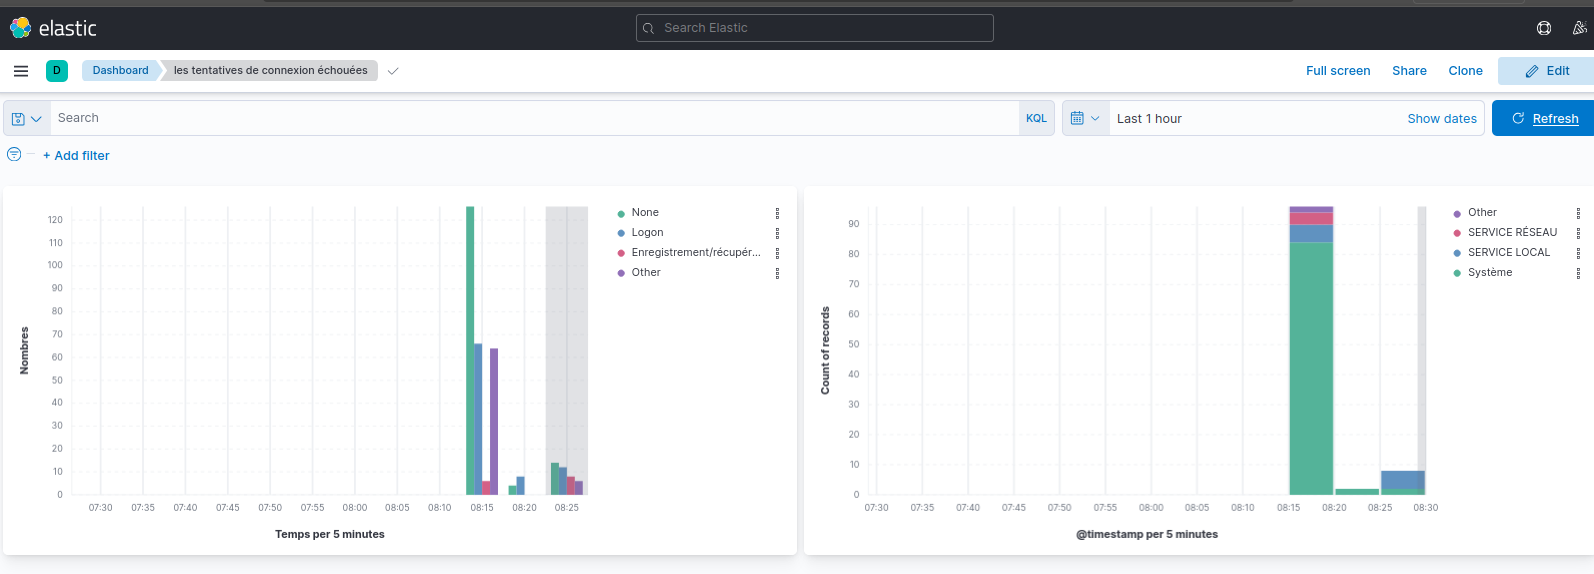 elastic
Search Elastic
D
Dashboard
les tentatives de connexion échouées
Full screen
Share
Clone
Edit
Search
KQL
Last 1 hour
Show dates
Refresh
+ Add filter
Nombres
120
110
100
90
80
70
60
50
40
30
20
10
0
07:30 07:35 07:40 07:45 07:50 07:55 08:00 08:05 08:10 08:15 08:20 08:25
Temps per 5 minutes
None
Logon
Enregistrement/récupér...
Other
Count of records
90
80
70
60
50
40
30
20
10
0
07:30 07:35 07:40 07:45 07:50 07:55 08:00 08:05 08:10 08:15 08:20 08:25 08:30
@timestamp per 5 minutes
Other
SERVICE RÉSEAU
SERVICE LOCAL
Système